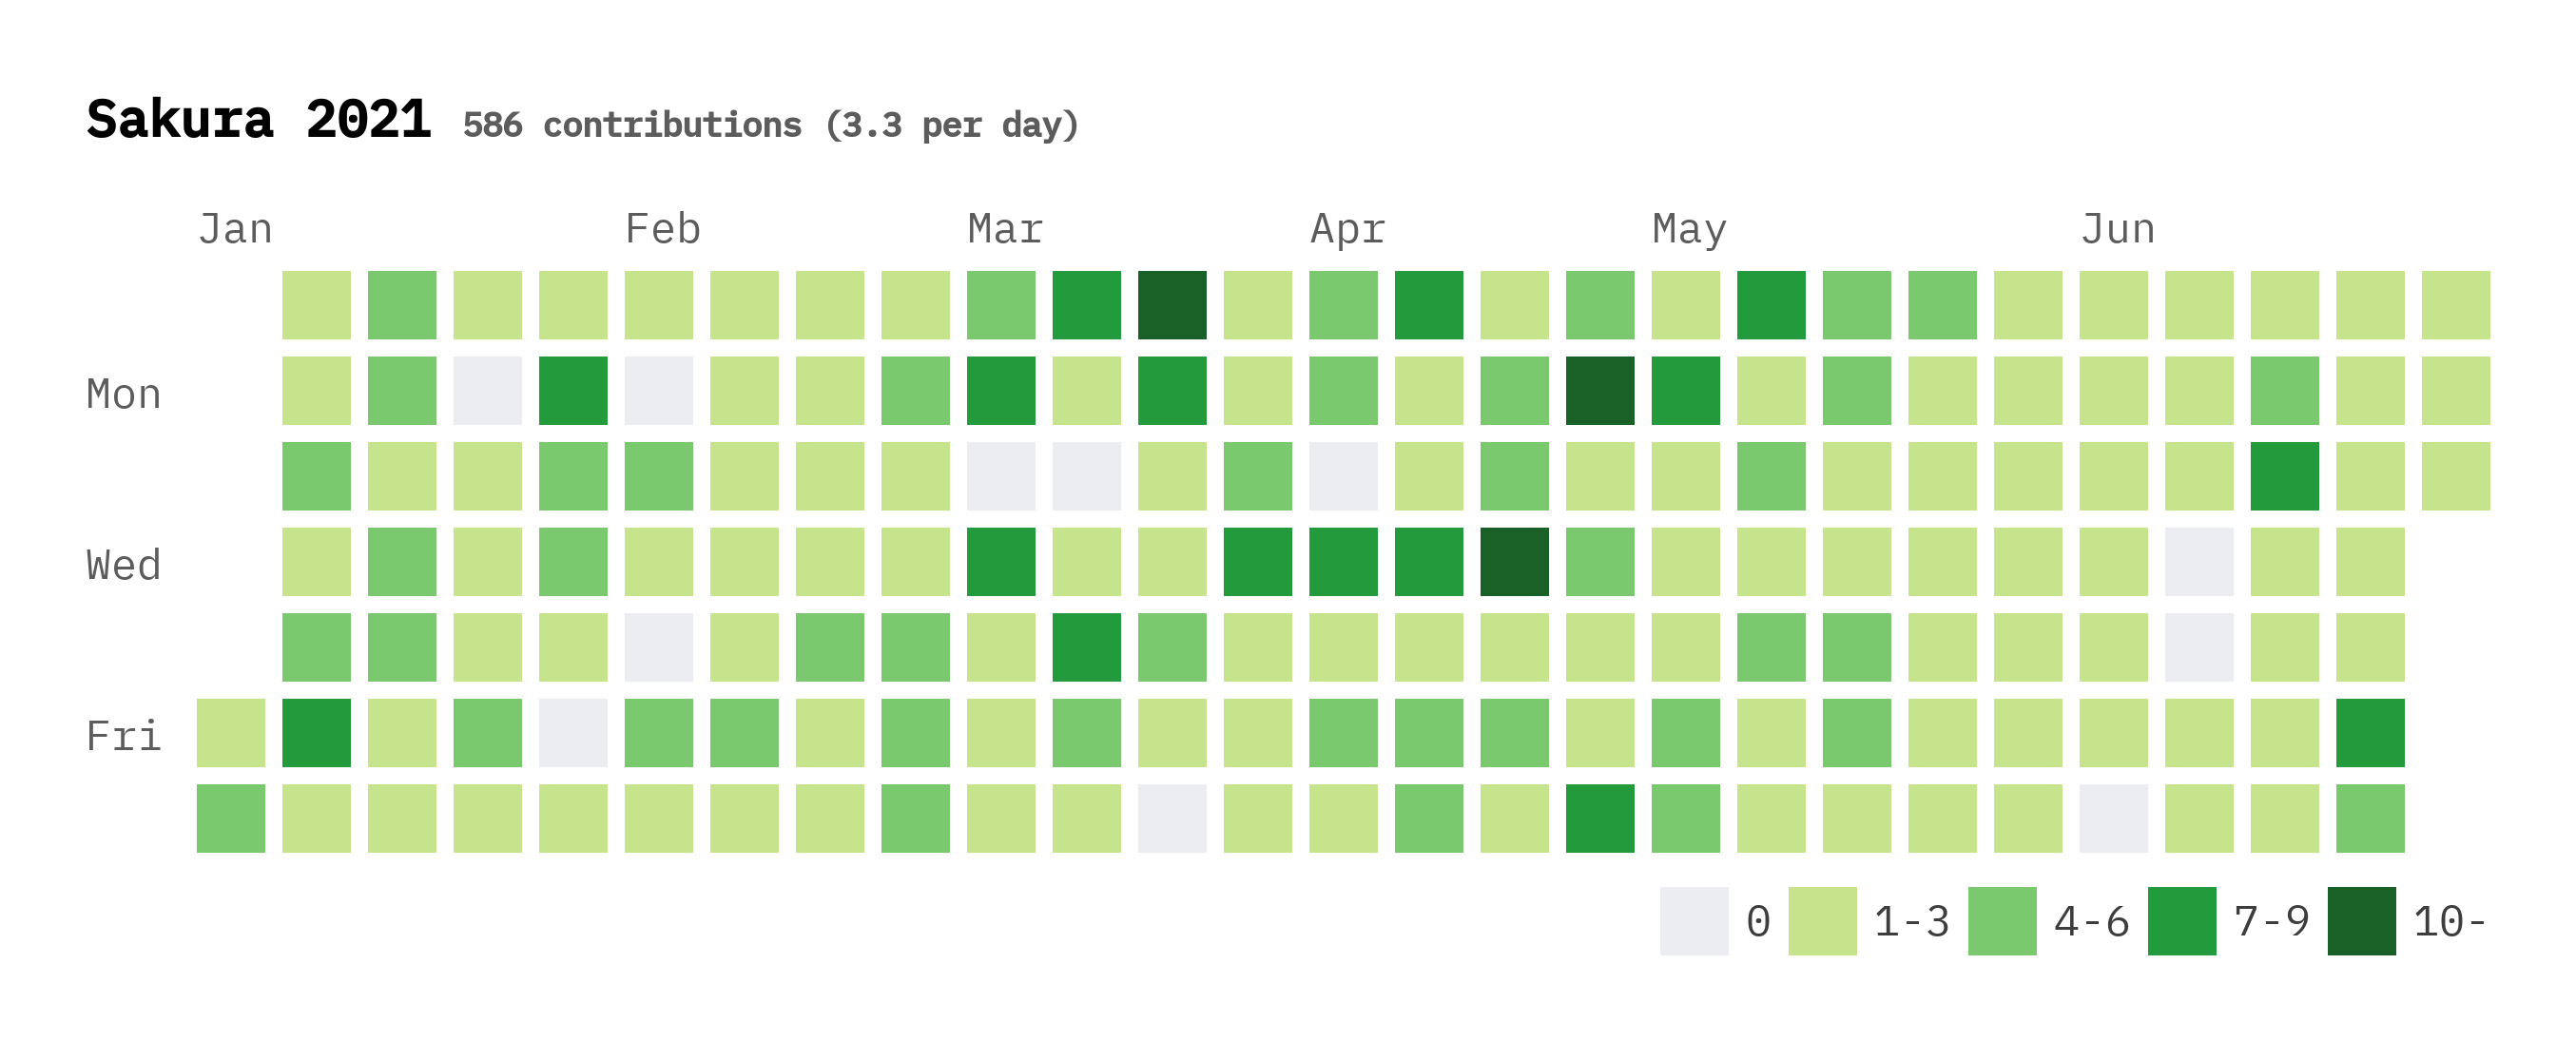 Sakura 2021 586 contributions (3.3 per day)
Jan Feb Mar Apr May Jun
Mon
Wed
Fri
0 1-3 4-6 7-9 10-